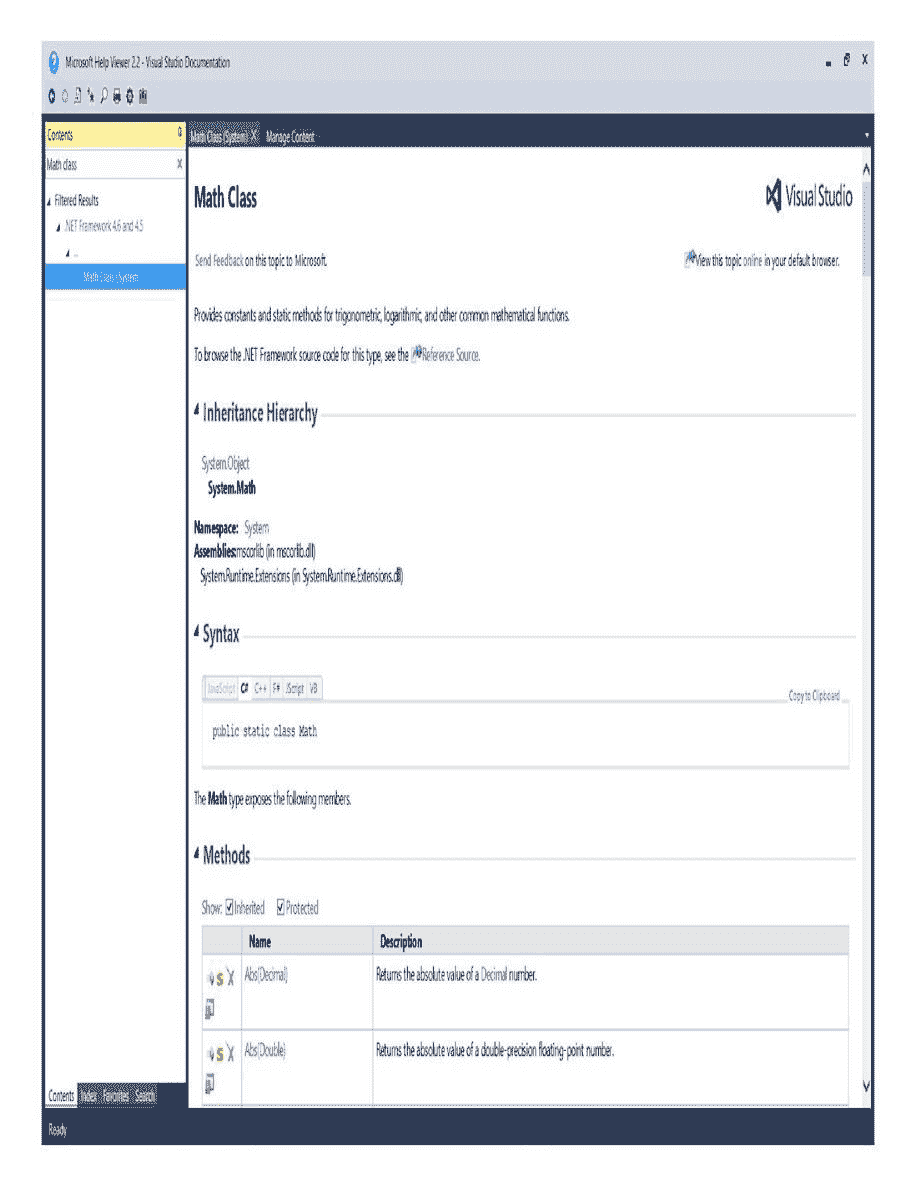 Microsoft Help Viewer 2.2 - Visual Studio Documentation
Contents
Math Class (System) X
Manage Content
Math class X
Filtered Results
.NET Framework 4.6 and 4.5
...
Math Class (System)
Math Class
Visual Studio
Send Feedback on this topic to Microsoft.
View this topic online in your default browser.
Provides constants and static methods for trigonometric, logarithmic, and other common mathematical functions.
To browse the .NET Framework source code for this type, see the Reference Source.
Inheritance Hierarchy
System.Object
System.Math
Namespace: System
Assemblies:mscorlib (in mscorlib.dll)
System.Runtime.Extensions (in System.Runtime.Extensions.dll)
Syntax
JavaScript C# C++ F# JScript VB
Copy to Clipboard
public static class Math
The Math type exposes the following members.
Methods
Show: Inherited Protected
Name Description
S Abs(Decimal) Returns the absolute value of a Decimal number.
S Abs(Double) Returns the absolute value of a double-precision floating-point number.
Contents Index Favorites Search
Ready